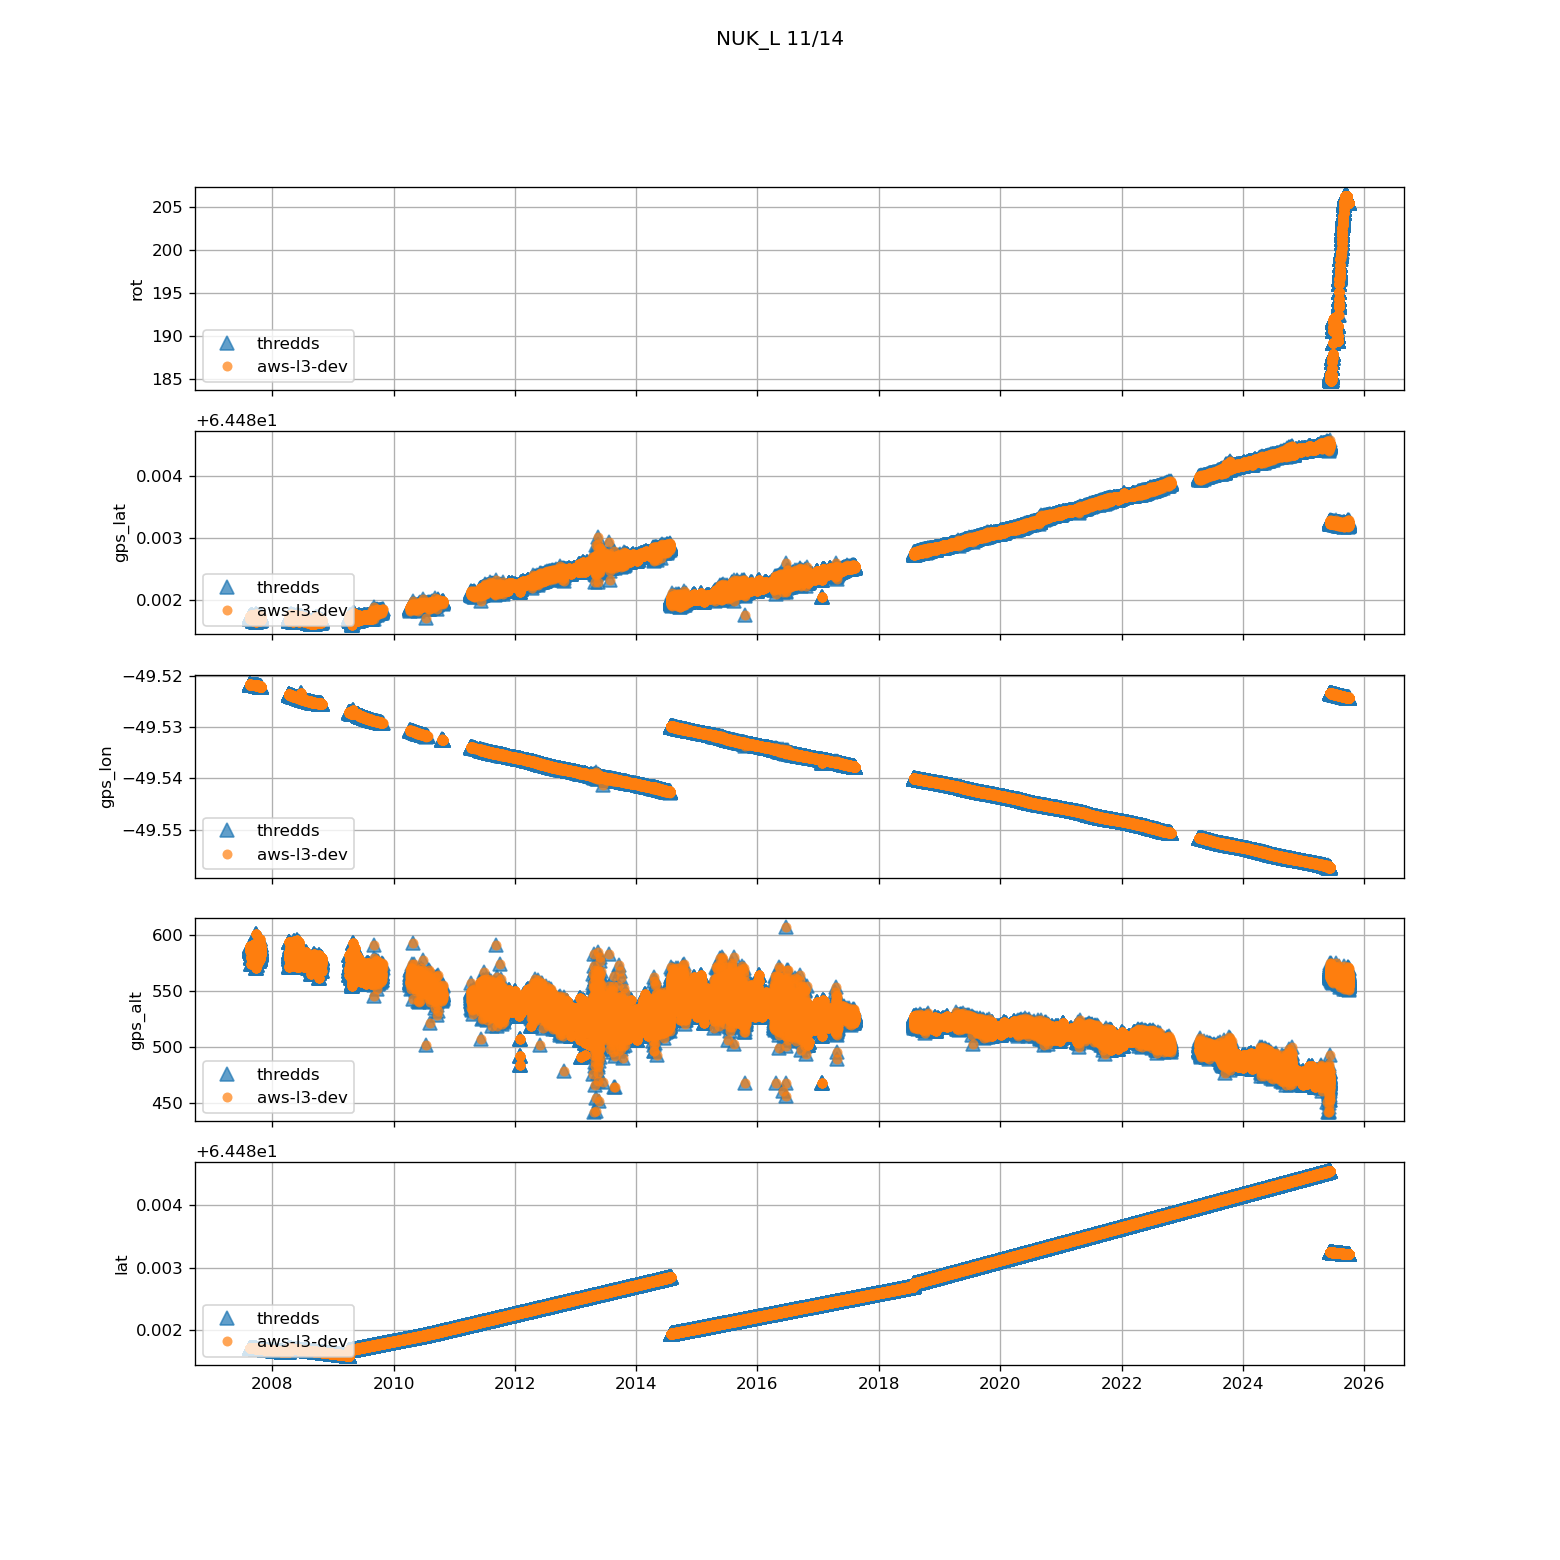 NUK_L 11/14
205
200
195
190
185
rot
thredds
aws-l3-dev
+6.448e1
0.004
0.003
0.002
gps_lat
thredds
aws-l3-dev
−49.52
−49.53
−49.54
−49.55
gps_lon
thredds
aws-l3-dev
600
550
500
450
gps_alt
thredds
aws-l3-dev
+6.448e1
0.004
0.003
0.002
lat
thredds
aws-l3-dev
2008 2010 2012 2014 2016 2018 2020 2022 2024 2026